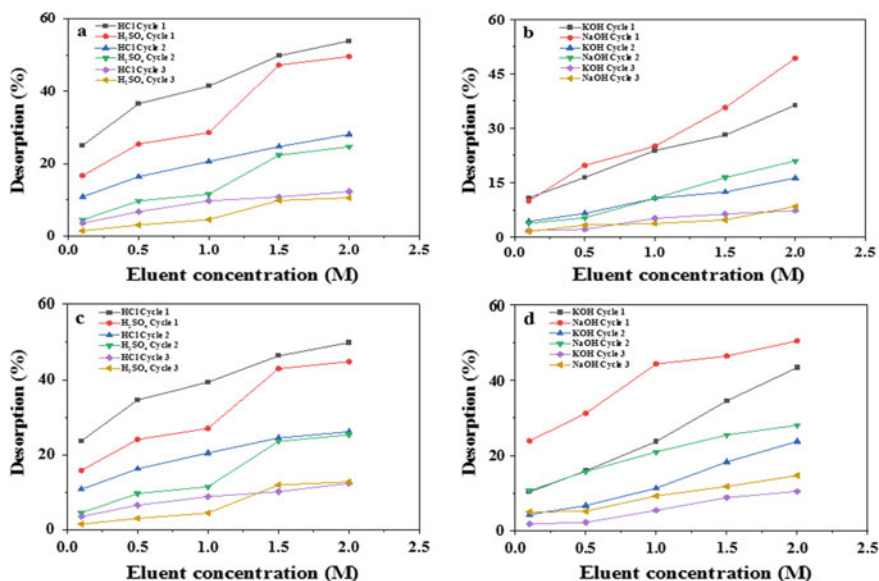 60
40
20
0
Desorption (%)
a
HCl Cycle 1
H₂SO₄ Cycle 1
HCl Cycle 2
H₂SO₄ Cycle 2
HCl Cycle 3
H₂SO₄ Cycle 3
0.0 0.5 1.0 1.5 2.0 2.5
Eluent concentration (M)
60
45
30
15
0
Desorption (%)
b
KOH Cycle 1
NaOH Cycle 1
KOH Cycle 2
NaOH Cycle 2
KOH Cycle 3
NaOH Cycle 3
0.0 0.5 1.0 1.5 2.0 2.5
Eluent concentration (M)
60
40
20
0
Desorption (%)
c
HCl Cycle 1
H₂SO₄ Cycle 1
HCl Cycle 2
H₂SO₄ Cycle 2
HCl Cycle 3
H₂SO₄ Cycle 3
0.0 0.5 1.0 1.5 2.0 2.5
Eluent concentration (M)
60
40
20
0
Desorption (%)
d
KOH Cycle 1
NaOH Cycle 1
KOH Cycle 2
NaOH Cycle 2
KOH Cycle 3
NaOH Cycle 3
0.0 0.5 1.0 1.5 2.0 2.5
Eluent concentration (M)